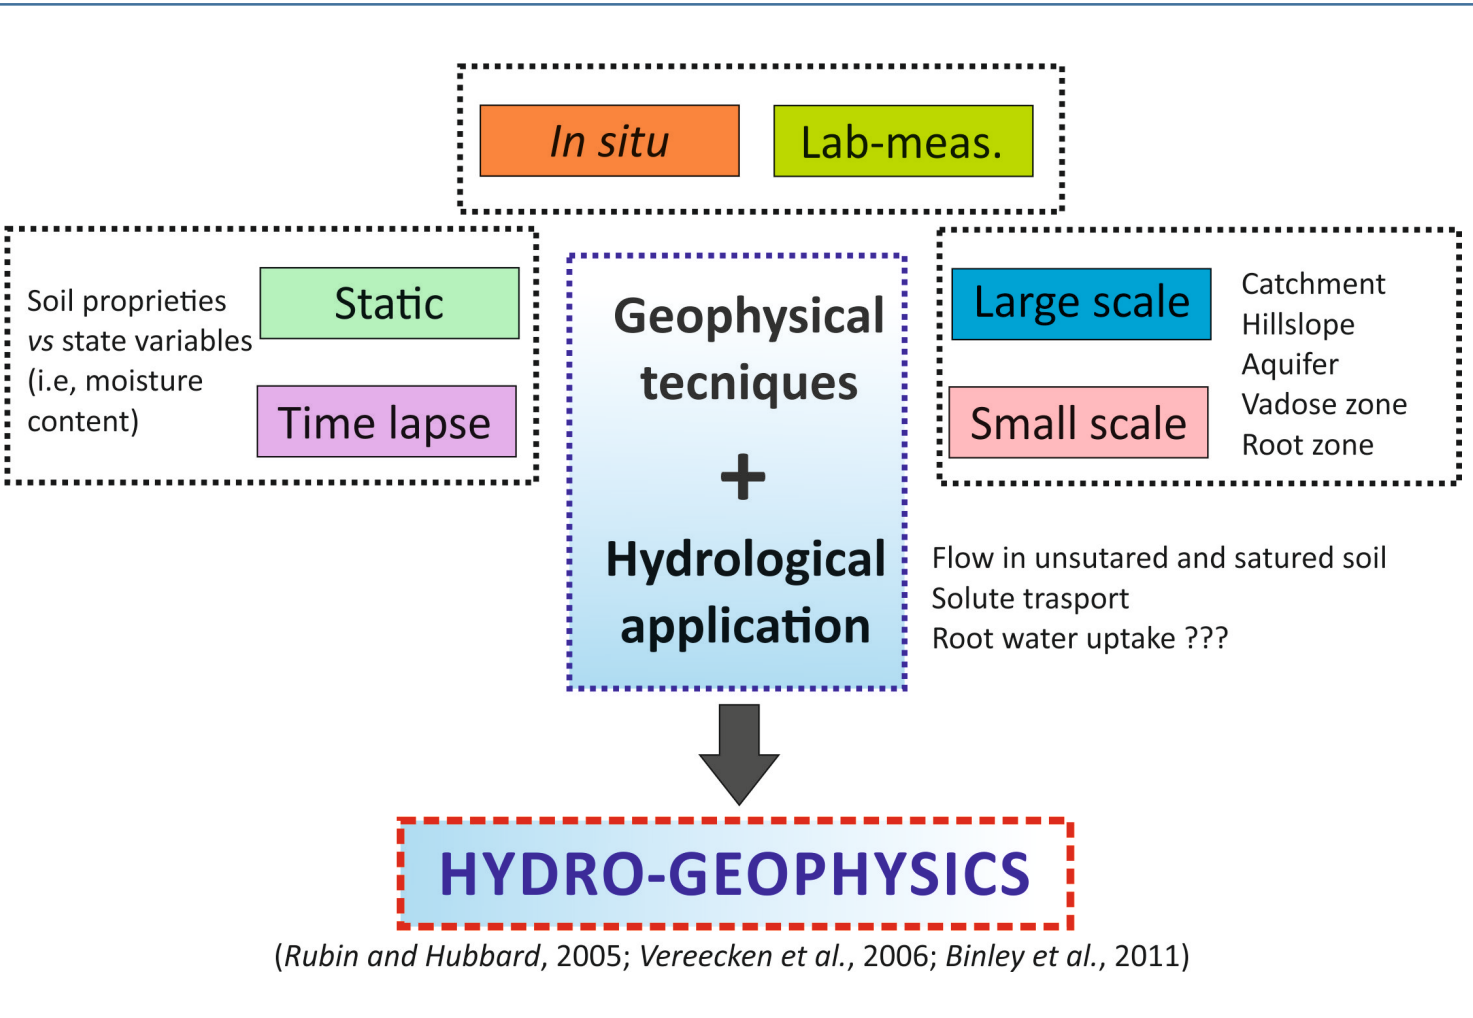 In situ
Lab-meas.
Soil proprieties
vs state variables
(i.e, moisture
content)
Static
Time lapse
Geophysical
tecniques
+
Hydrological
application
Large scale
Small scale
Catchment
Hillslope
Aquifer
Vadose zone
Root zone
Flow in unsutared and satured soil
Solute trasport
Root water uptake ???
HYDRO-GEOPHYSICS
(Rubin and Hubbard, 2005; Vereecken et al., 2006; Binley et al., 2011)